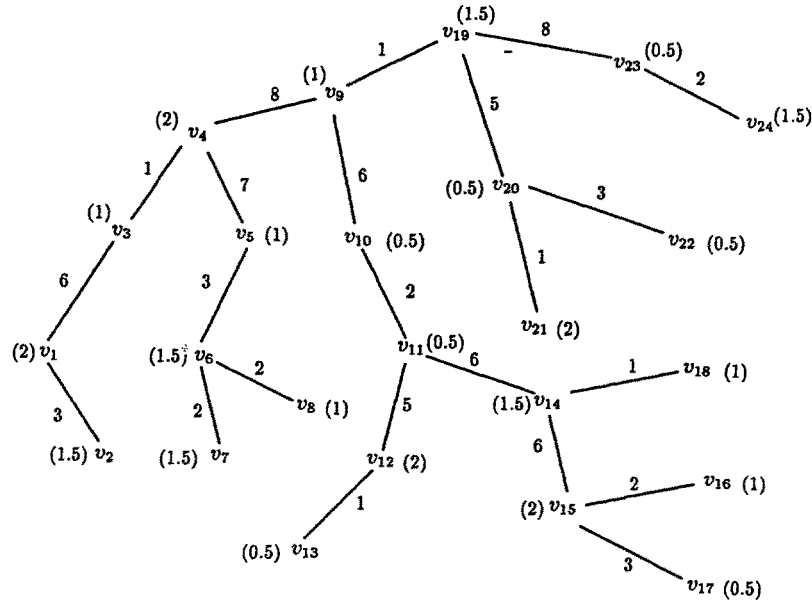 (1.5)
v19
1
8
v23 (0.5)
(1)
v9
8
2
(2)
v4
5
v24 (1.5)
1
7
6
(0.5) v20
3
(1)
v3
v5 (1)
v10 (0.5)
v22 (0.5)
6
3
2
1
v21 (2)
(2) v1
(1.5) v6
2
v11 (0.5)
6
1
v18 (1)
3
2
v8 (1)
5
(1.5) v14
(1.5) v2
(1.5) v7
v12 (2)
6
1
2
v16 (1)
(2) v15
(0.5) v13
3
v17 (0.5)